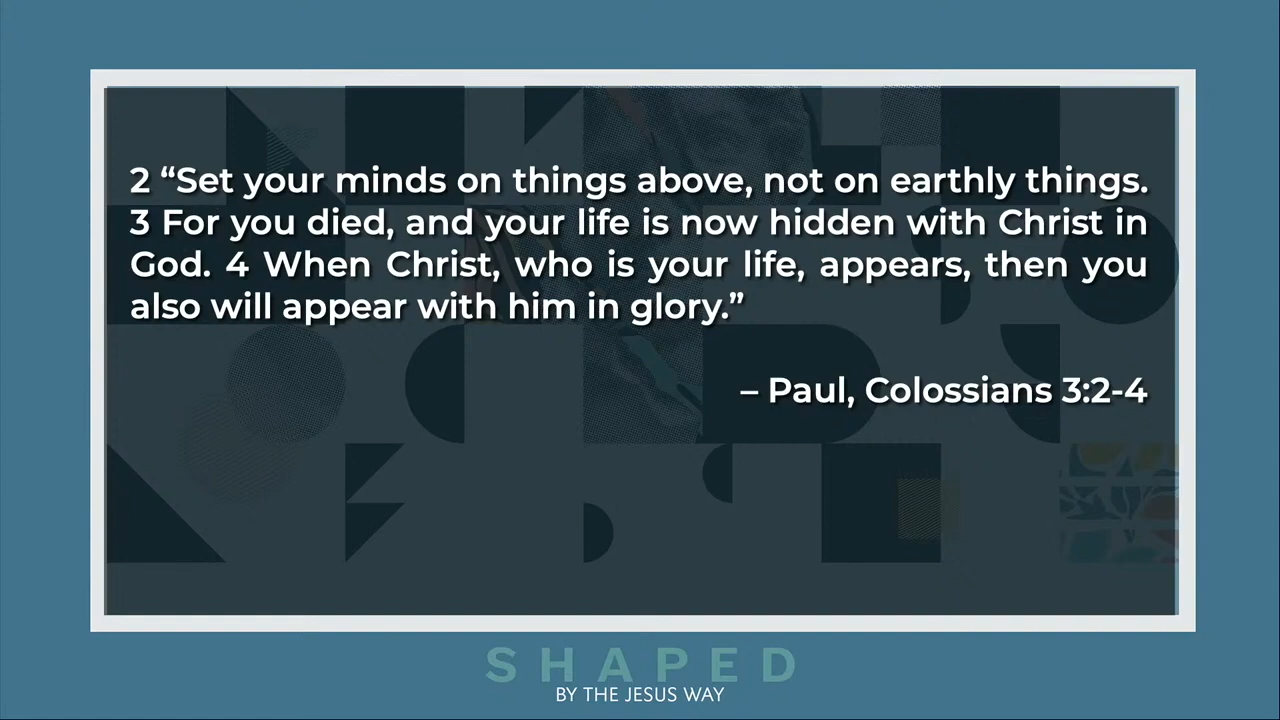 2 “Set your minds on things above, not on earthly things.
3 For you died, and your life is now hidden with Christ in
God. 4 When Christ, who is your life, appears, then you
also will appear with him in glory.”
– Paul, Colossians 3:2-4
SHAPED
BY THE JESUS WAY